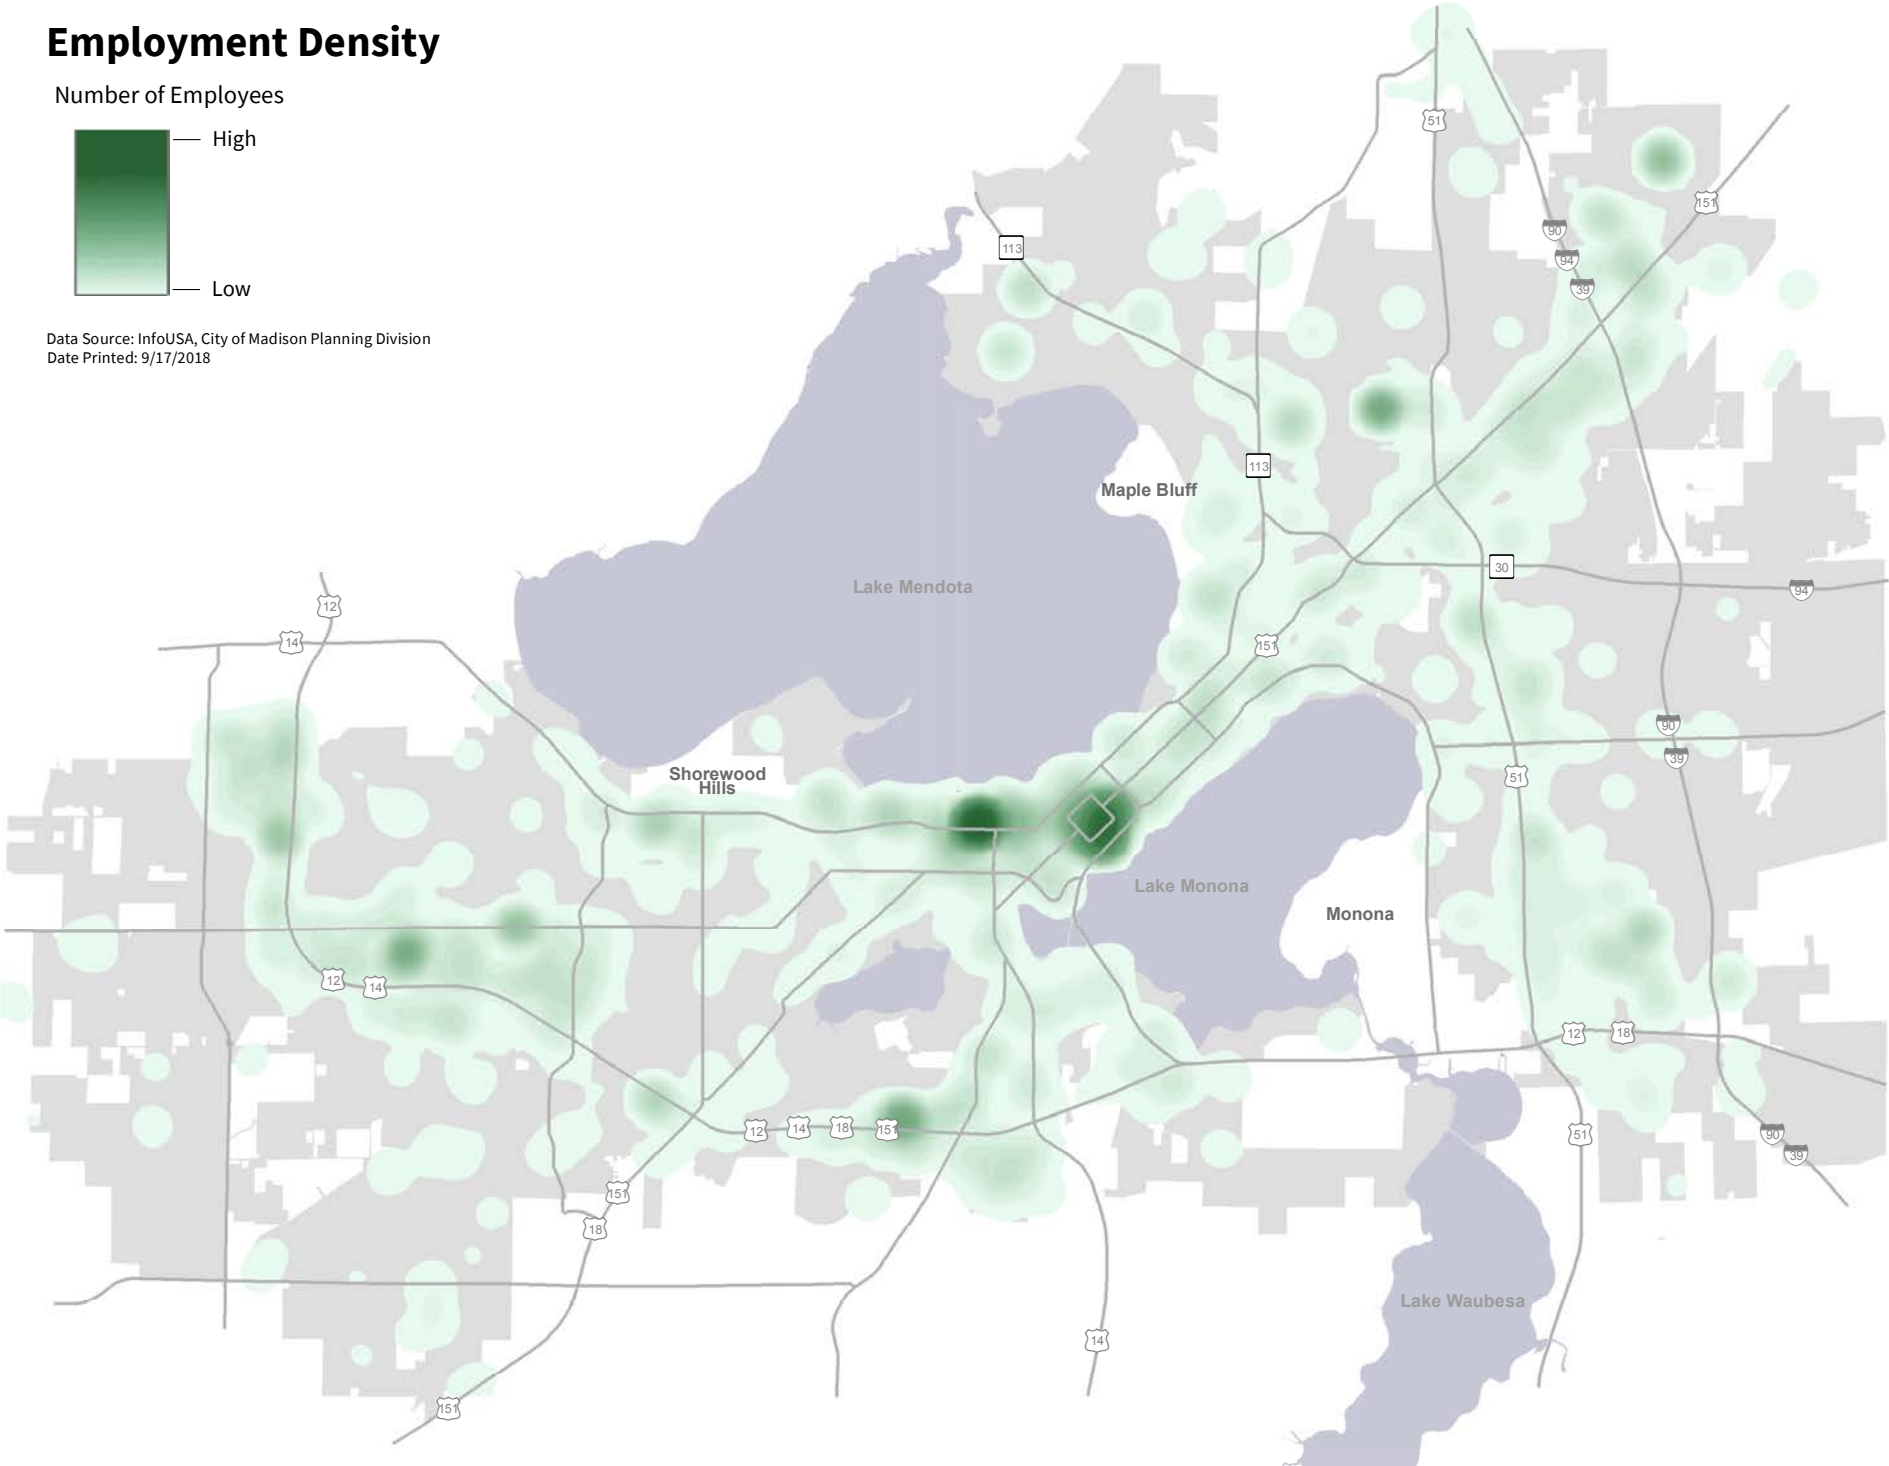 Employment Density
Number of Employees
High
Low
Data Source: InfoUSA, City of Madison Planning Division
Date Printed: 9/17/2018
51
151
90
94
39
113
113
Maple Bluff
30
94
Lake Mendota
12
14
151
90
39
51
Shorewood
Hills
Lake Monona
Monona
12
14
12
18
12
14
18
151
51
90
39
151
18
Lake Waubesa
14
151